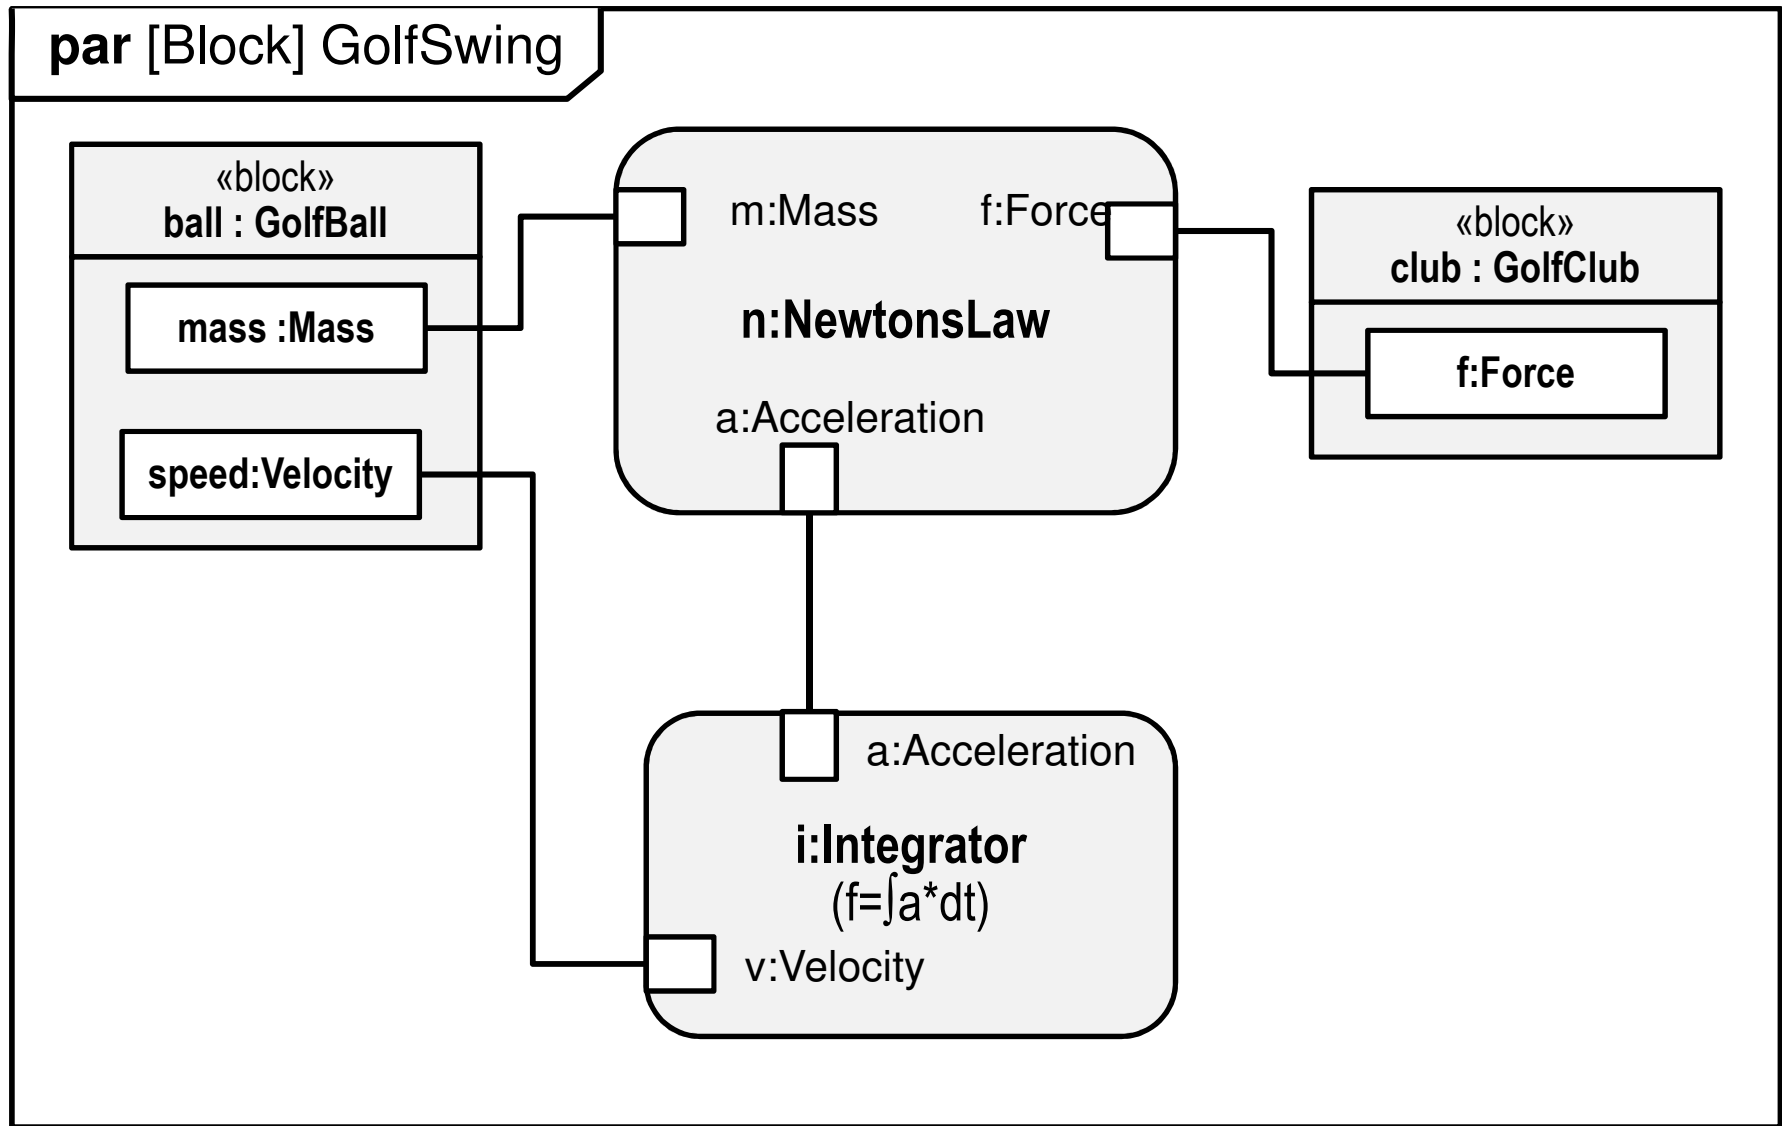 par [Block] GolfSwing
«block»
ball : GolfBall
mass :Mass
speed:Velocity
m:Mass
f:Force
n:NewtonsLaw
a:Acceleration
«block»
club : GolfClub
f:Force
a:Acceleration
i:Integrator
(f=∫a*dt)
v:Velocity